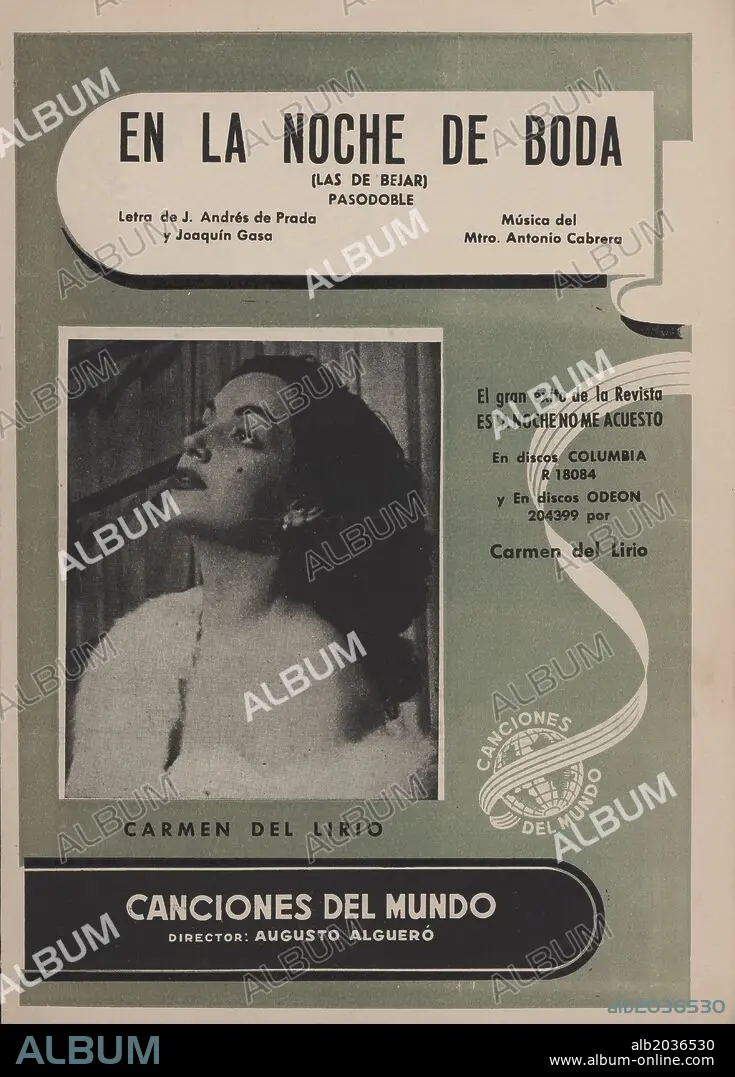 EN LA NOCHE DE BODA
(LAS DE BEJAR)
PASODOBLE
Letra de J. Andrés de Prada
y Joaquín Gasa
Música del
Mtro. Antonio Cabrera
El gran exito de la Revista
ESTA NOCHE NO ME ACUESTO
En discos COLUMBIA
R 18084
y En discos ODEON
204399 por
Carmen del Lirio
CANCIONES
DEL MUNDO
CARMEN DEL LIRIO
CANCIONES DEL MUNDO
DIRECTOR: AUGUSTO ALGUERÓ
alb2036530
ALBUM
alb2036530
www.album-online.com